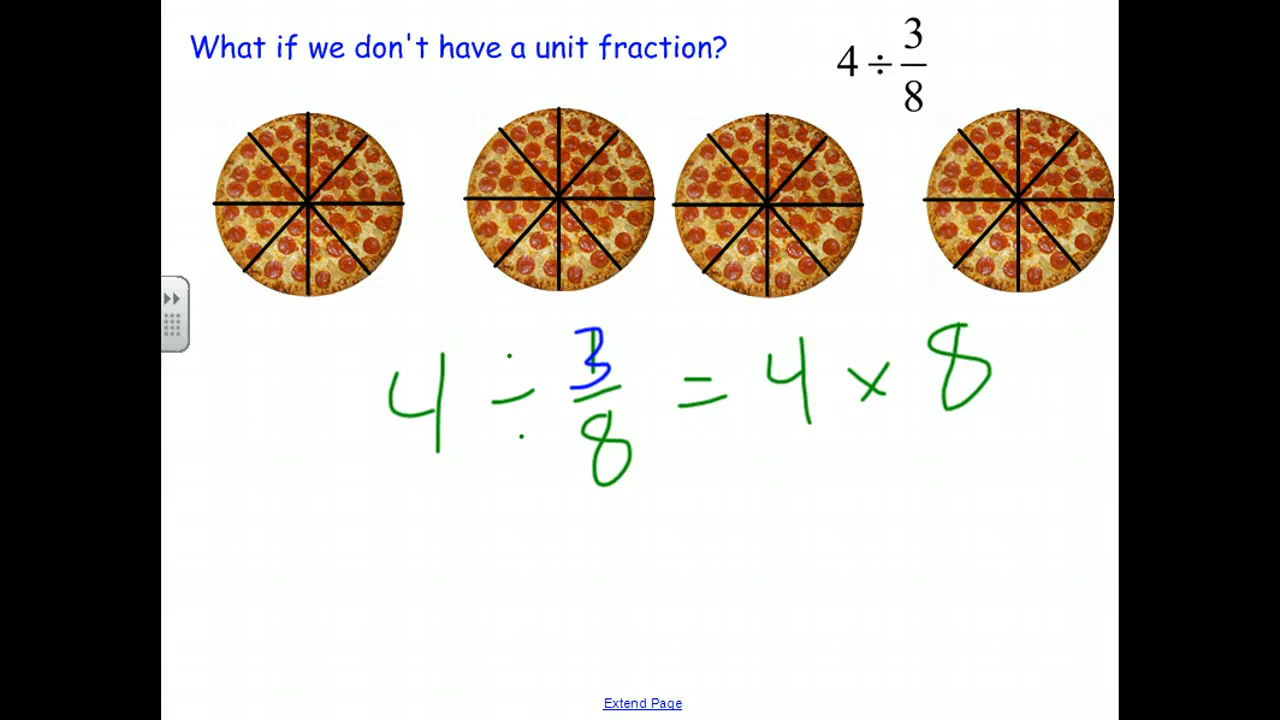 What if we don't have a unit fraction?
4 ÷ 3/8
4 ÷ 3/8 = 4 × 8
Extend Page